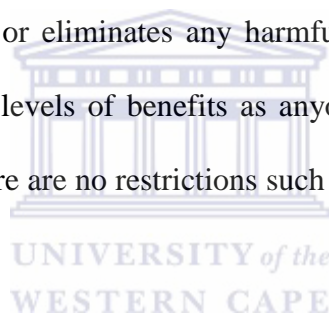 or eliminates any harmfu
levels of benefits as anyo
re are no restrictions such
UNIVERSITY of the
WESTERN CAPE